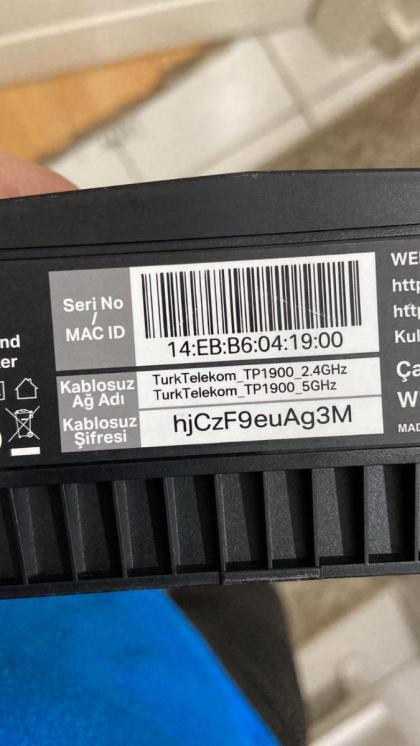 Seri No
/
MAC ID
14:EB:B6:04:19:00
Kablosuz
Ağ Adı
TurkTelekom_TP1900_2.4GHz
TurkTelekom_TP1900_5GHz
Kablosuz
Şifresi
hjCzF9euAg3M